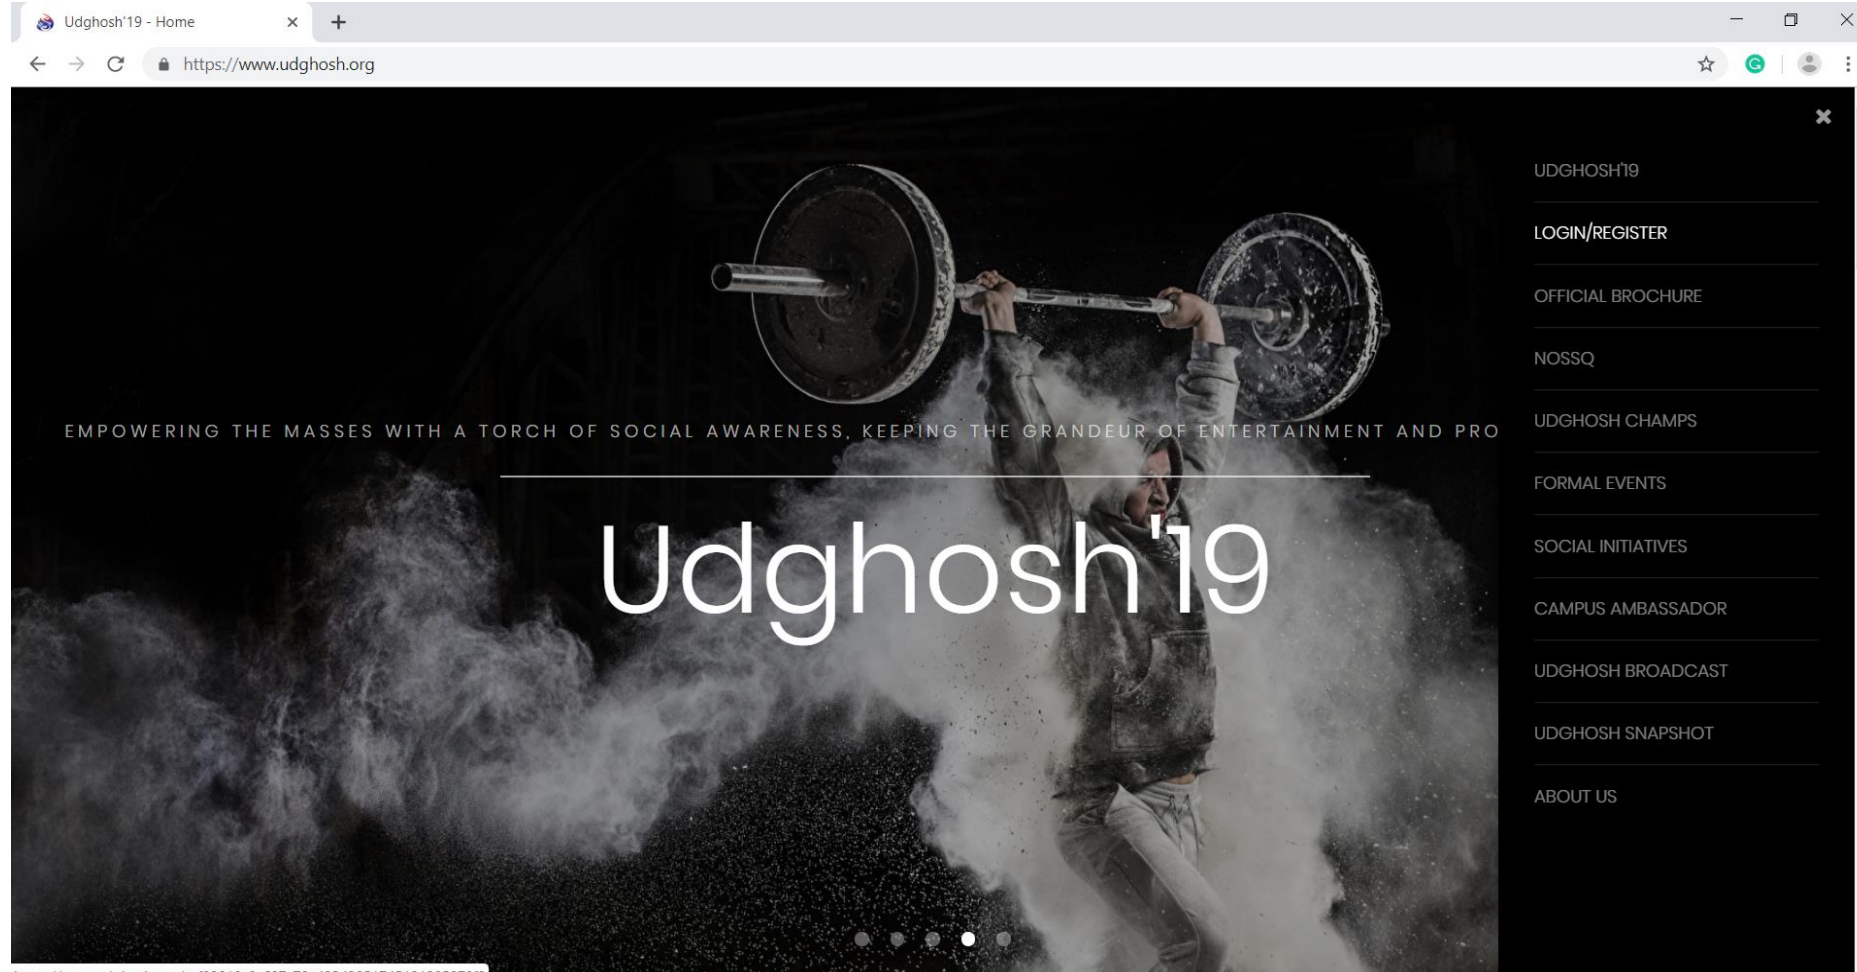 Udghosh'19 - Home
https://www.udghosh.org
UDGHOSH'19
LOGIN/REGISTER
OFFICIAL BROCHURE
NOSSQ
UDGHOSH CHAMPS
FORMAL EVENTS
SOCIAL INITIATIVES
CAMPUS AMBASSADOR
UDGHOSH BROADCAST
UDGHOSH SNAPSHOT
ABOUT US
EMPOWERING THE MASSES WITH A TORCH OF SOCIAL AWARENESS, KEEPING THE GRANDEUR OF ENTERTAINMENT AND PRO
Udghosh'19